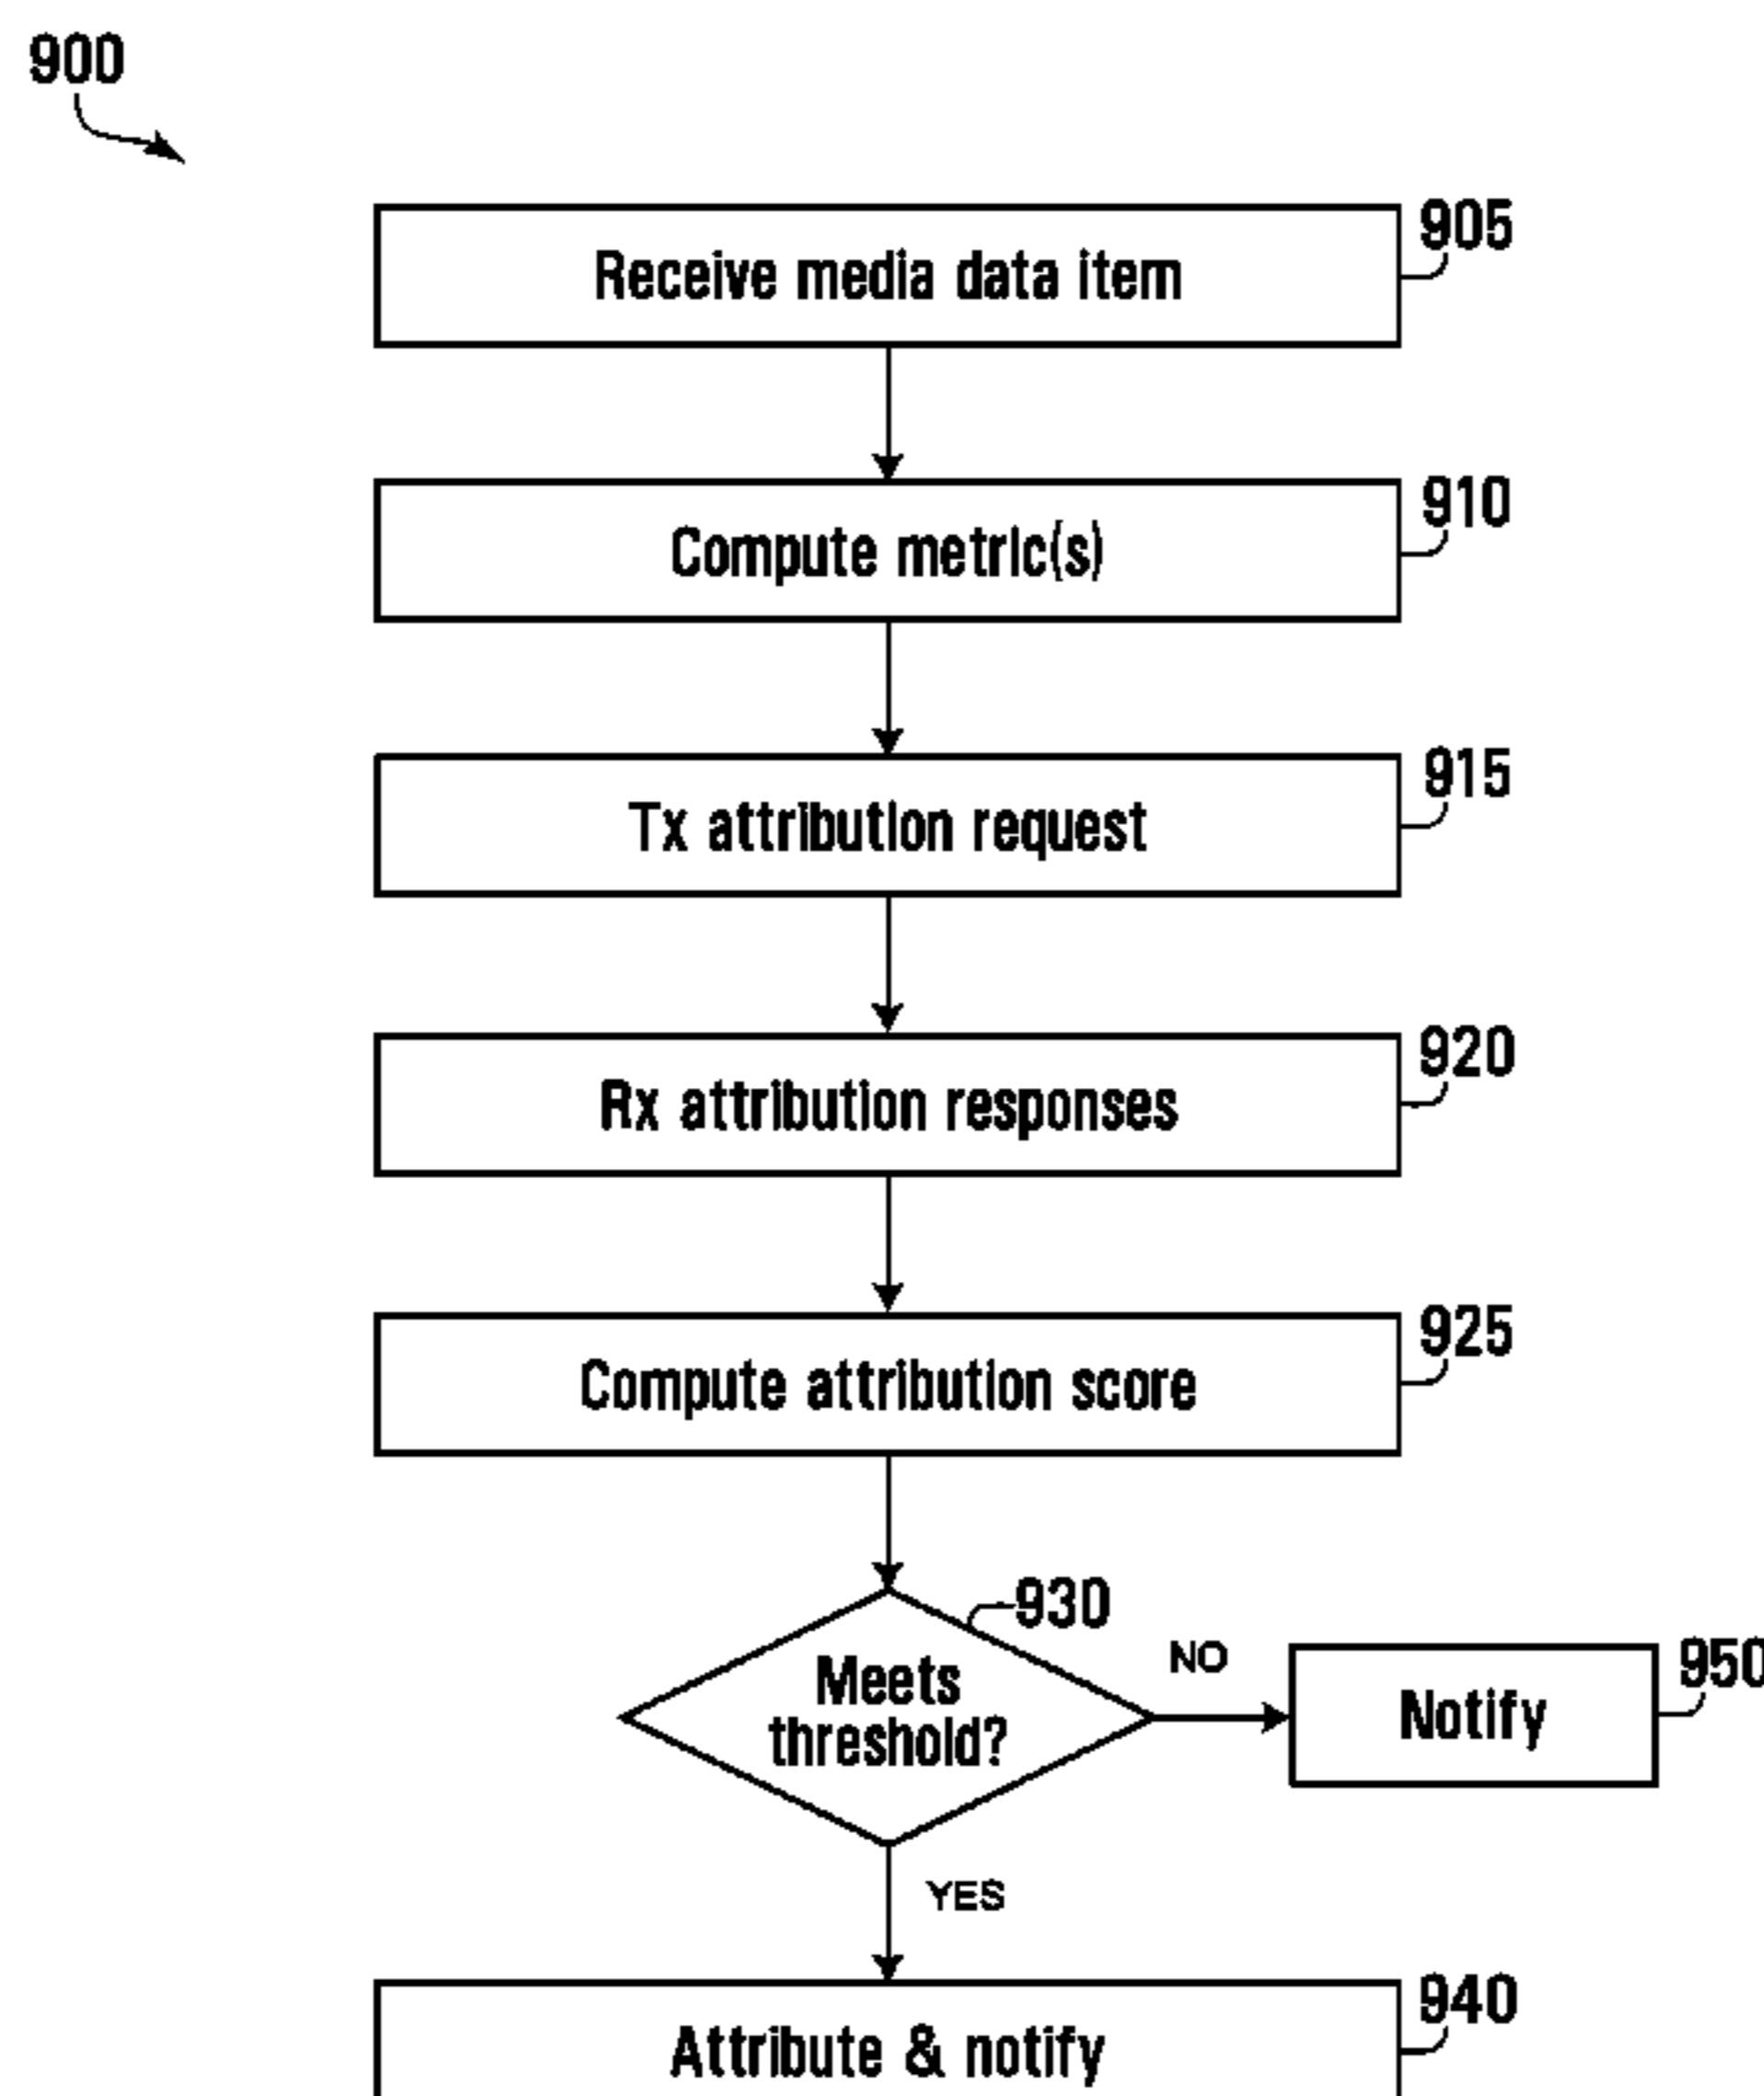 900
905
Receive media data item
910
Compute metric(s)
915
Tx attribution request
920
Rx attribution responses
925
Compute attribution score
930
Meets
threshold?
NO
950
Notify
YES
940
Attribute & notify